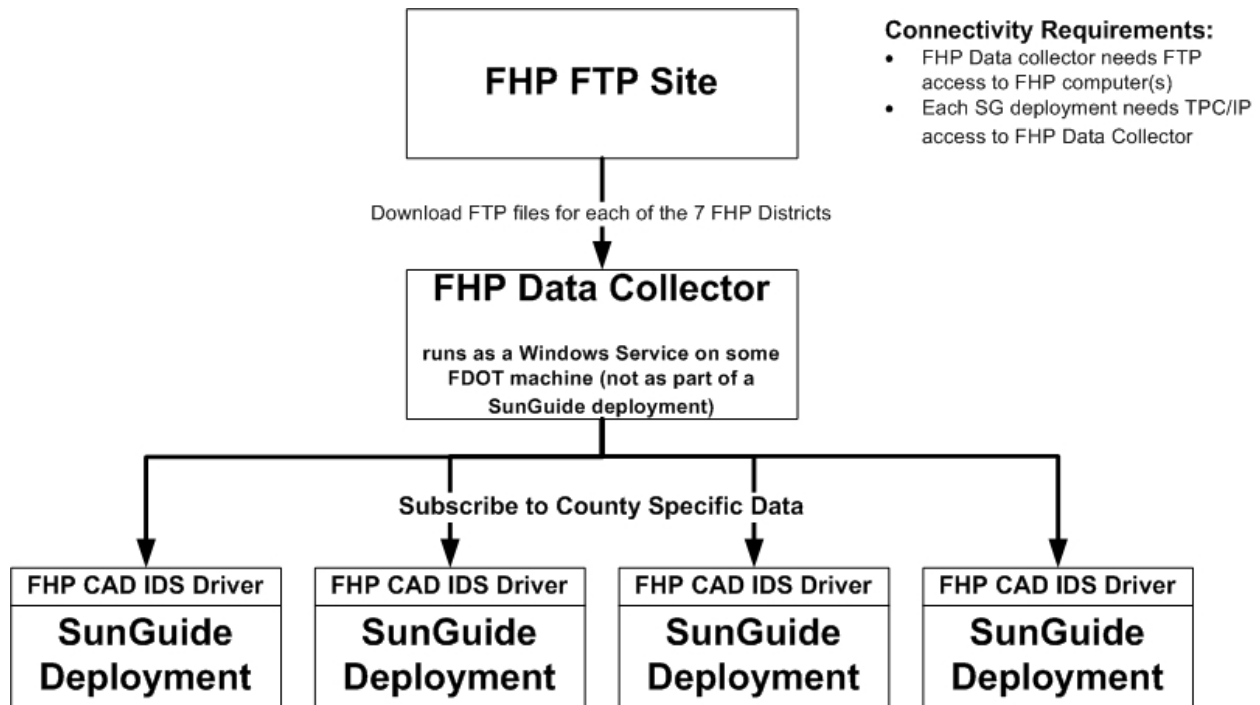 FHP FTP Site
Connectivity Requirements:
• FHP Data collector needs FTP
access to FHP computer(s)
• Each SG deployment needs TPC/IP
access to FHP Data Collector
Download FTP files for each of the 7 FHP Districts
FHP Data Collector
runs as a Windows Service on some
FDOT machine (not as part of a
SunGuide deployment)
Subscribe to County Specific Data
FHP CAD IDS Driver
SunGuide
Deployment
FHP CAD IDS Driver
SunGuide
Deployment
FHP CAD IDS Driver
SunGuide
Deployment
FHP CAD IDS Driver
SunGuide
Deployment